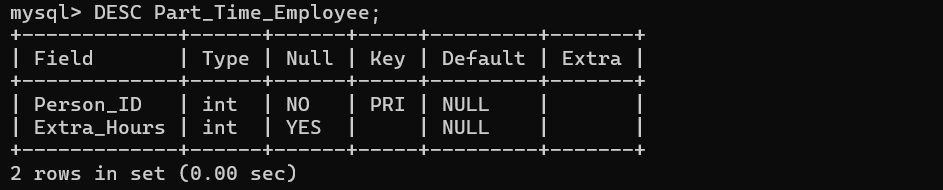 mysql> DESC Part_Time_Employee;
+-------------+------+------+-----+---------+-------+
| Field       | Type | Null | Key | Default | Extra |
+-------------+------+------+-----+---------+-------+
| Person_ID   | int  | NO   | PRI | NULL    |       |
| Extra_Hours | int  | YES  |     | NULL    |       |
+-------------+------+------+-----+---------+-------+
2 rows in set (0.00 sec)